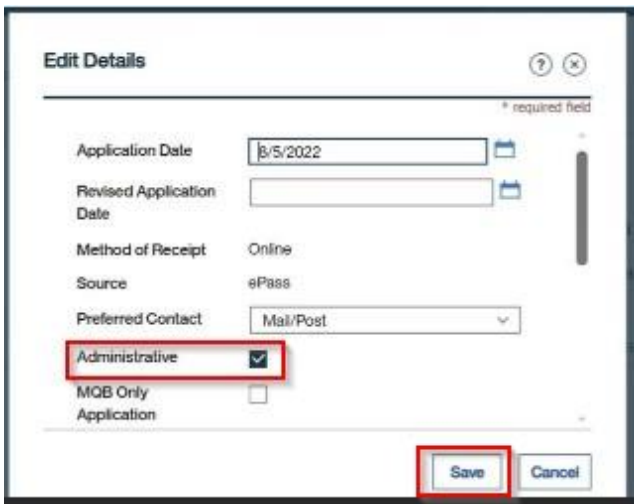 Edit Details
* required field
Application Date 8/5/2022
Revised Application
Date
Method of Receipt Online
Source ePass
Preferred Contact Mail/Post
Administrative
MQB Only
Application
Save Cancel